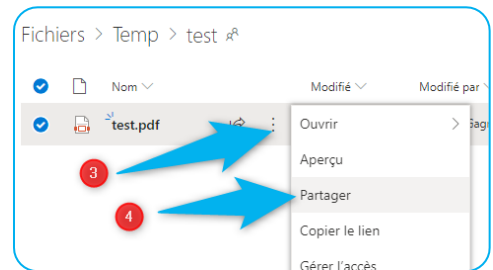 Fichiers > Temp > test
Nom Modifié Modifié par
test.pdf
Ouvrir
Aperçu
Partager
Copier le lien
Gérer l'accès
3
4